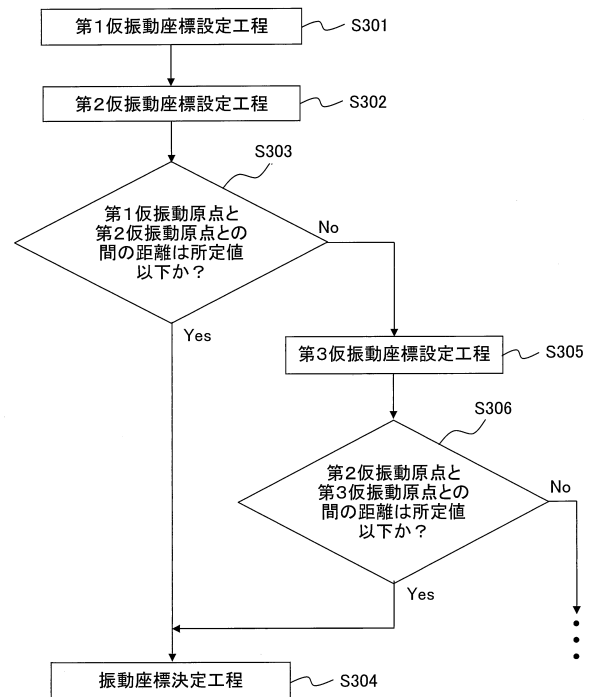 第1仮振動座標設定工程
S301
第2仮振動座標設定工程
S302
S303
第1仮振動原点と
第2仮振動原点との
間の距離は所定値
以下か？
No
Yes
第3仮振動座標設定工程
S305
S306
第2仮振動原点と
第3仮振動原点との
間の距離は所定値
以下か？
No
Yes
振動座標決定工程
S304